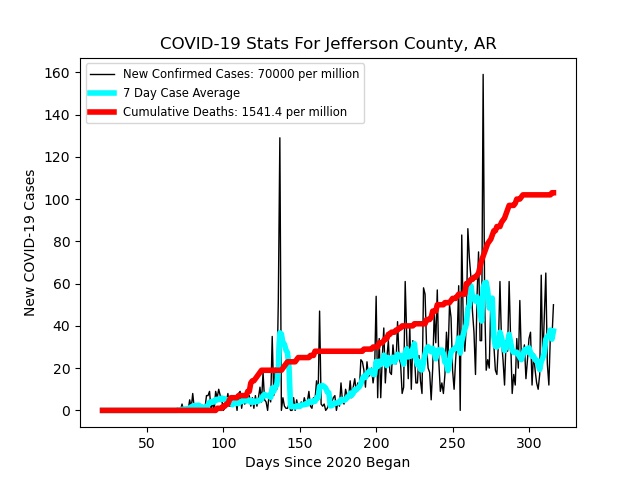 COVID-19 Stats For Jefferson County, AR
New Confirmed Cases: 70000 per million
7 Day Case Average
Cumulative Deaths: 1541.4 per million
New COVID-19 Cases
160
140
120
100
80
60
40
20
0
50 100 150 200 250 300
Days Since 2020 Began